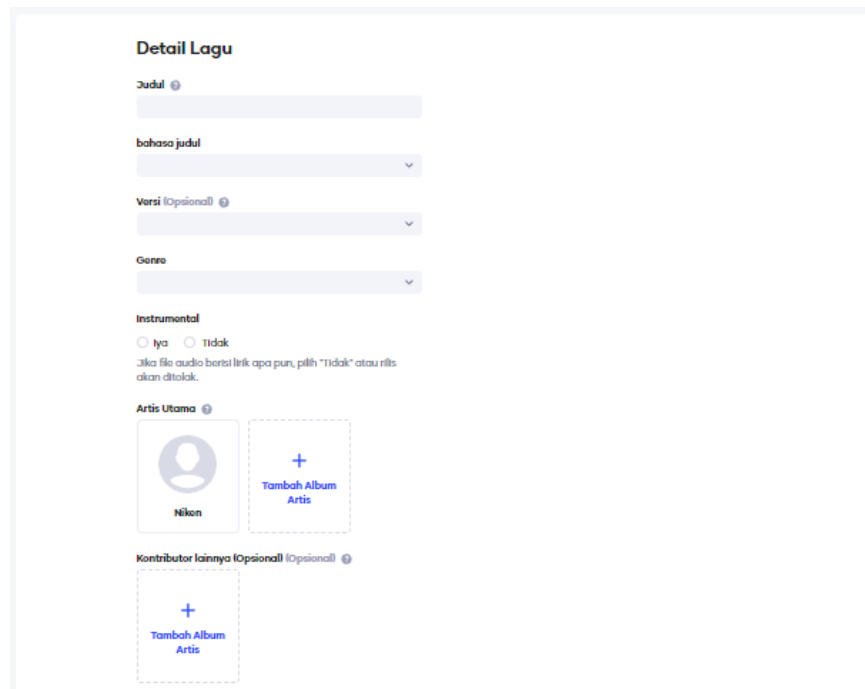 Detail Lagu
Judul
bahasa judul
Versi (Opsional)
Genre
Instrumental
Iya Tidak
Jika file audio berisi lirik apa pun, pilih "Tidak" atau rilis
akan ditolak.
Artis Utama
Niken
+
Tambah Album
Artis
Kontributor lainnya (Opsional) (Opsional)
+
Tambah Album
Artis